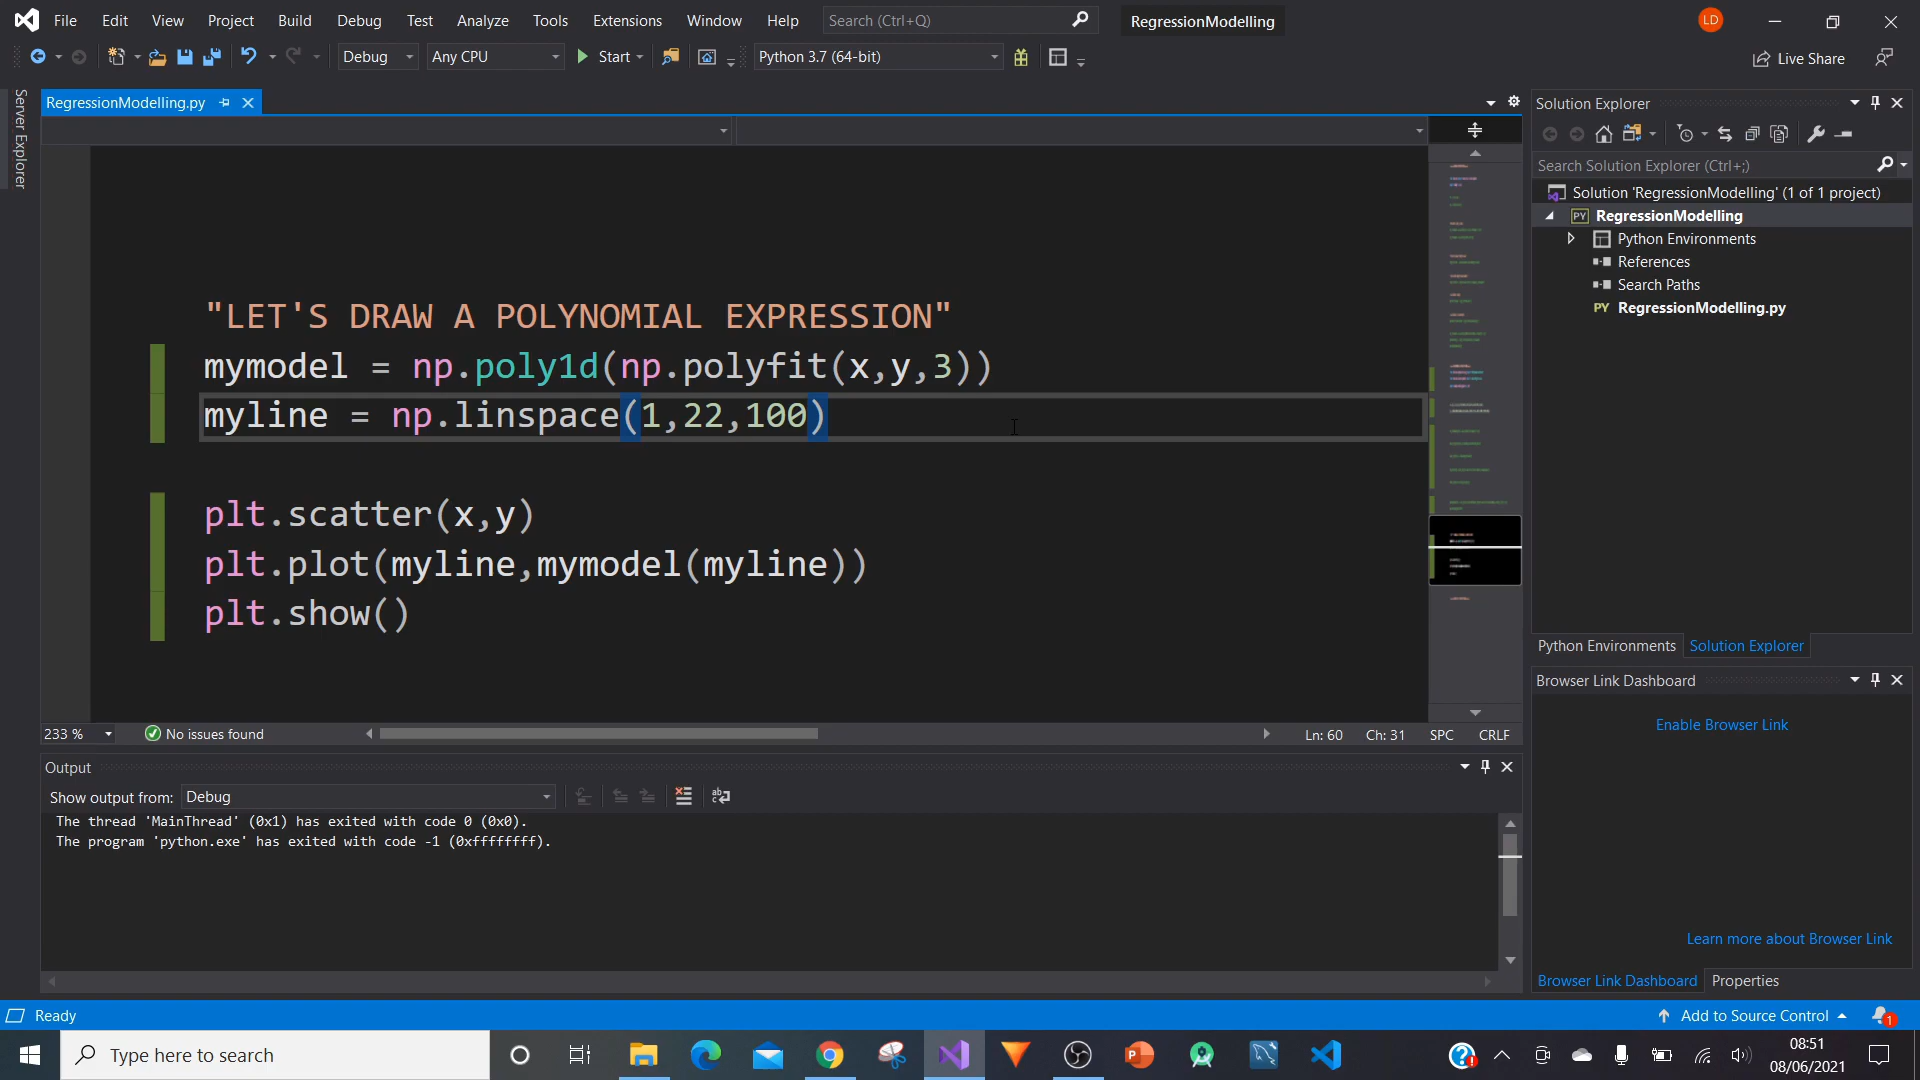 File Edit View Project Build Debug Test Analyze Tools Extensions Window Help Search (Ctrl+Q) RegressionModelling LD
Debug Any CPU Start Python 3.7 (64-bit) Live Share
Server Explorer
RegressionModelling.py
"LET'S DRAW A POLYNOMIAL EXPRESSION"
mymodel = np.poly1d(np.polyfit(x,y,3))
myline = np.linspace(1,22,100)
plt.scatter(x,y)
plt.plot(myline,mymodel(myline))
plt.show()
233 % No issues found Ln: 60 Ch: 31 SPC CRLF
Output
Show output from: Debug
The thread 'MainThread' (0x1) has exited with code 0 (0x0).
The program 'python.exe' has exited with code -1 (0xffffffff).
Solution Explorer
Search Solution Explorer (Ctrl+;)
Solution 'RegressionModelling' (1 of 1 project)
PY RegressionModelling
Python Environments
References
Search Paths
PY RegressionModelling.py
Python Environments Solution Explorer
Browser Link Dashboard
Enable Browser Link
Learn more about Browser Link
Browser Link Dashboard Properties
Ready Add to Source Control 1
Type here to search
08:51
08/06/2021